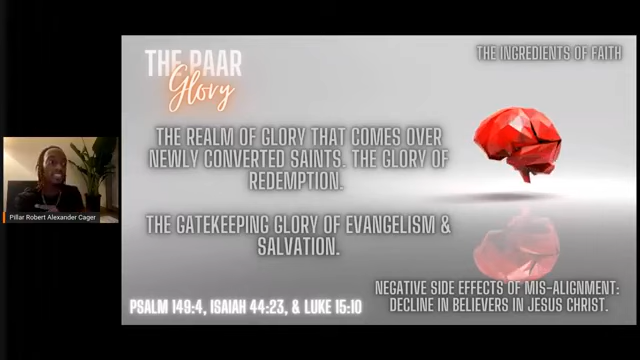 THE PAAR
Glory
THE INGREDIENTS OF FAITH
THE REALM OF GLORY THAT COMES OVER
NEWLY CONVERTED SAINTS. THE GLORY OF
REDEMPTION.
THE GATEKEEPING GLORY OF EVANGELISM &
SALVATION.
Pillar Robert Alexander Cager
PSALM 149:4, ISAIAH 44:23, & LUKE 15:10
NEGATIVE SIDE EFFECTS OF MIS-ALIGNMENT:
DECLINE IN BELIEVERS IN JESUS CHRIST.